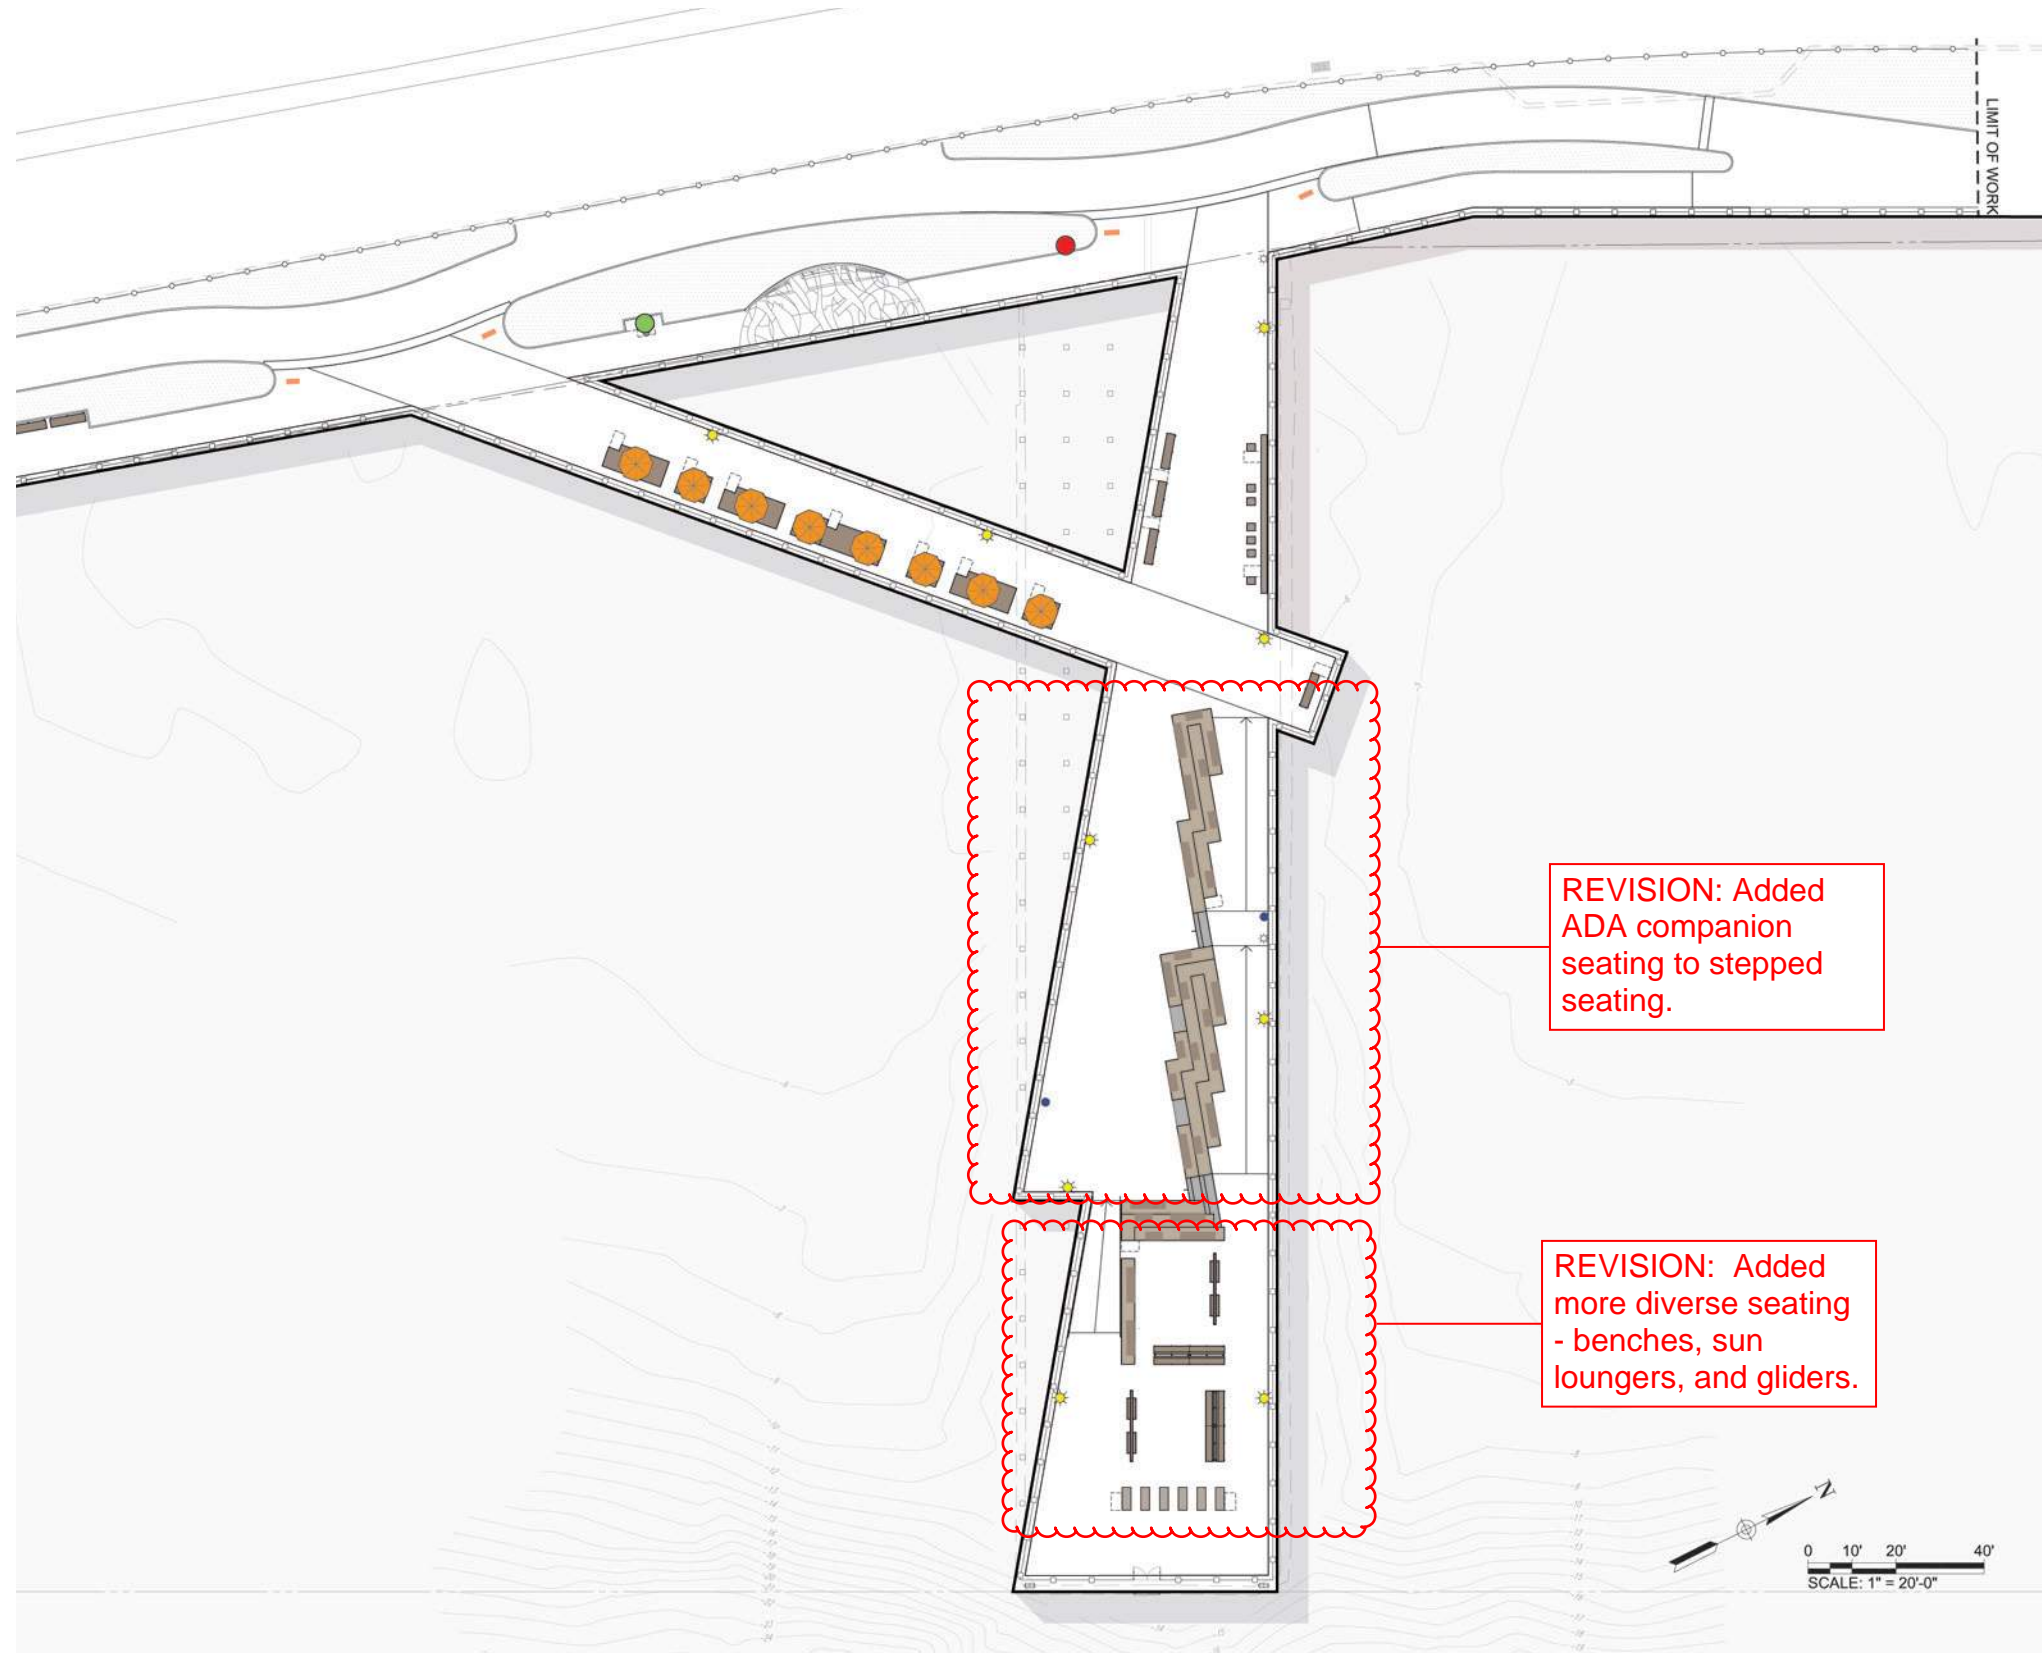 LIMIT OF WORK
REVISION: Added
ADA companion
seating to stepped
seating.
REVISION: Added
more diverse seating
- benches, sun
loungers, and gliders.
N
0 10' 20' 40'
SCALE: 1" = 20'-0"